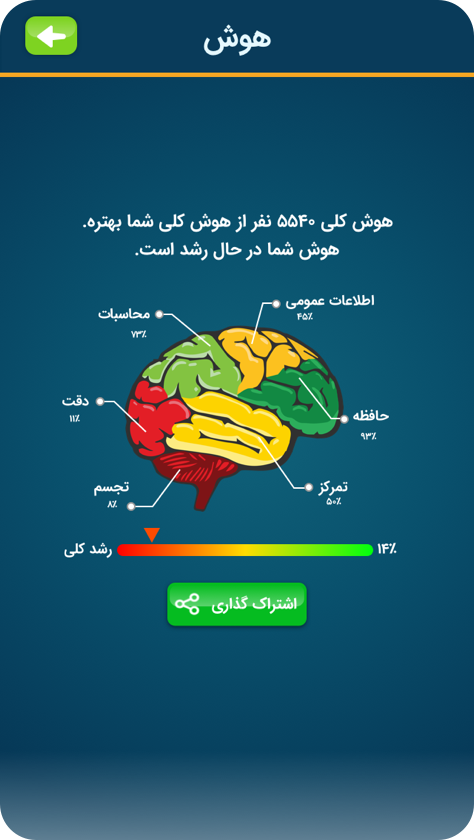 هوش
هوش کلی ۵۵۴۰ نفر از هوش کلی شما بهتره.
هوش شما در حال رشد است.
اطلاعات عمومی
۴۵٪
محاسبات
۷۳٪
دقت
۱۱٪
حافظه
۹۳٪
تجسم
۸٪
تمرکز
۵۰٪
۱۴٪
رشد کلی
اشتراک گذاری